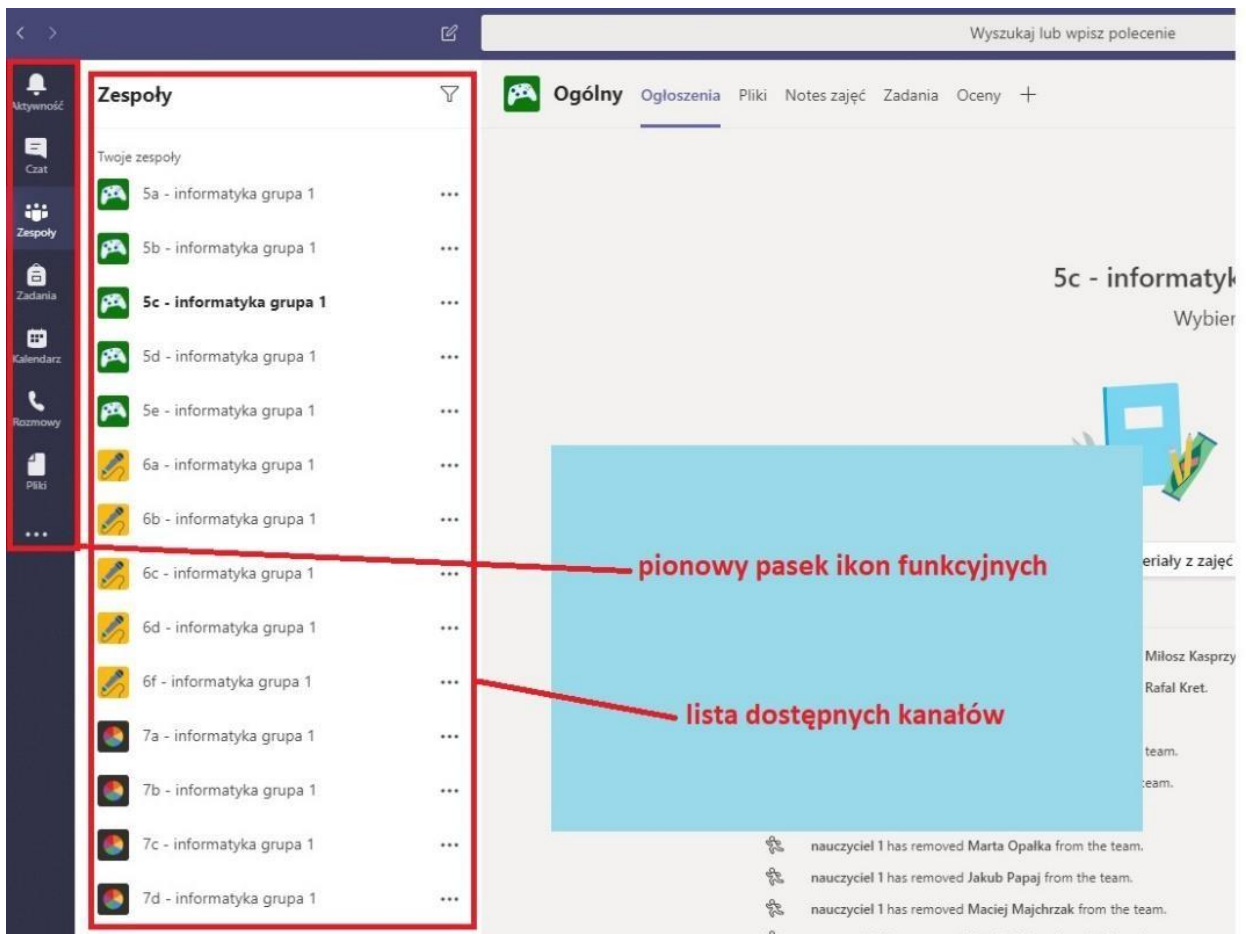 Wyszukaj lub wpisz polecenie
Aktywność
Czat
Zespoły
Zadania
Kalendarz
Rozmowy
Pliki
Zespoły
Twoje zespoły
5a - informatyka grupa 1
5b - informatyka grupa 1
5c - informatyka grupa 1
5d - informatyka grupa 1
5e - informatyka grupa 1
6a - informatyka grupa 1
6b - informatyka grupa 1
6c - informatyka grupa 1
6d - informatyka grupa 1
6f - informatyka grupa 1
7a - informatyka grupa 1
7b - informatyka grupa 1
7c - informatyka grupa 1
7d - informatyka grupa 1
Ogólny Ogłoszenia Pliki Notes zajęć Zadania Oceny
5c - informatyk
Wybier
pionowy pasek ikon funkcyjnych
eriały z zajęć
Miłosz Kasprzy
Rafal Kret.
lista dostępnych kanałów
team.
team.
nauczyciel 1 has removed Marta Opałka from the team.
nauczyciel 1 has removed Jakub Papaj from the team.
nauczyciel 1 has removed Maciej Majchrzak from the team.